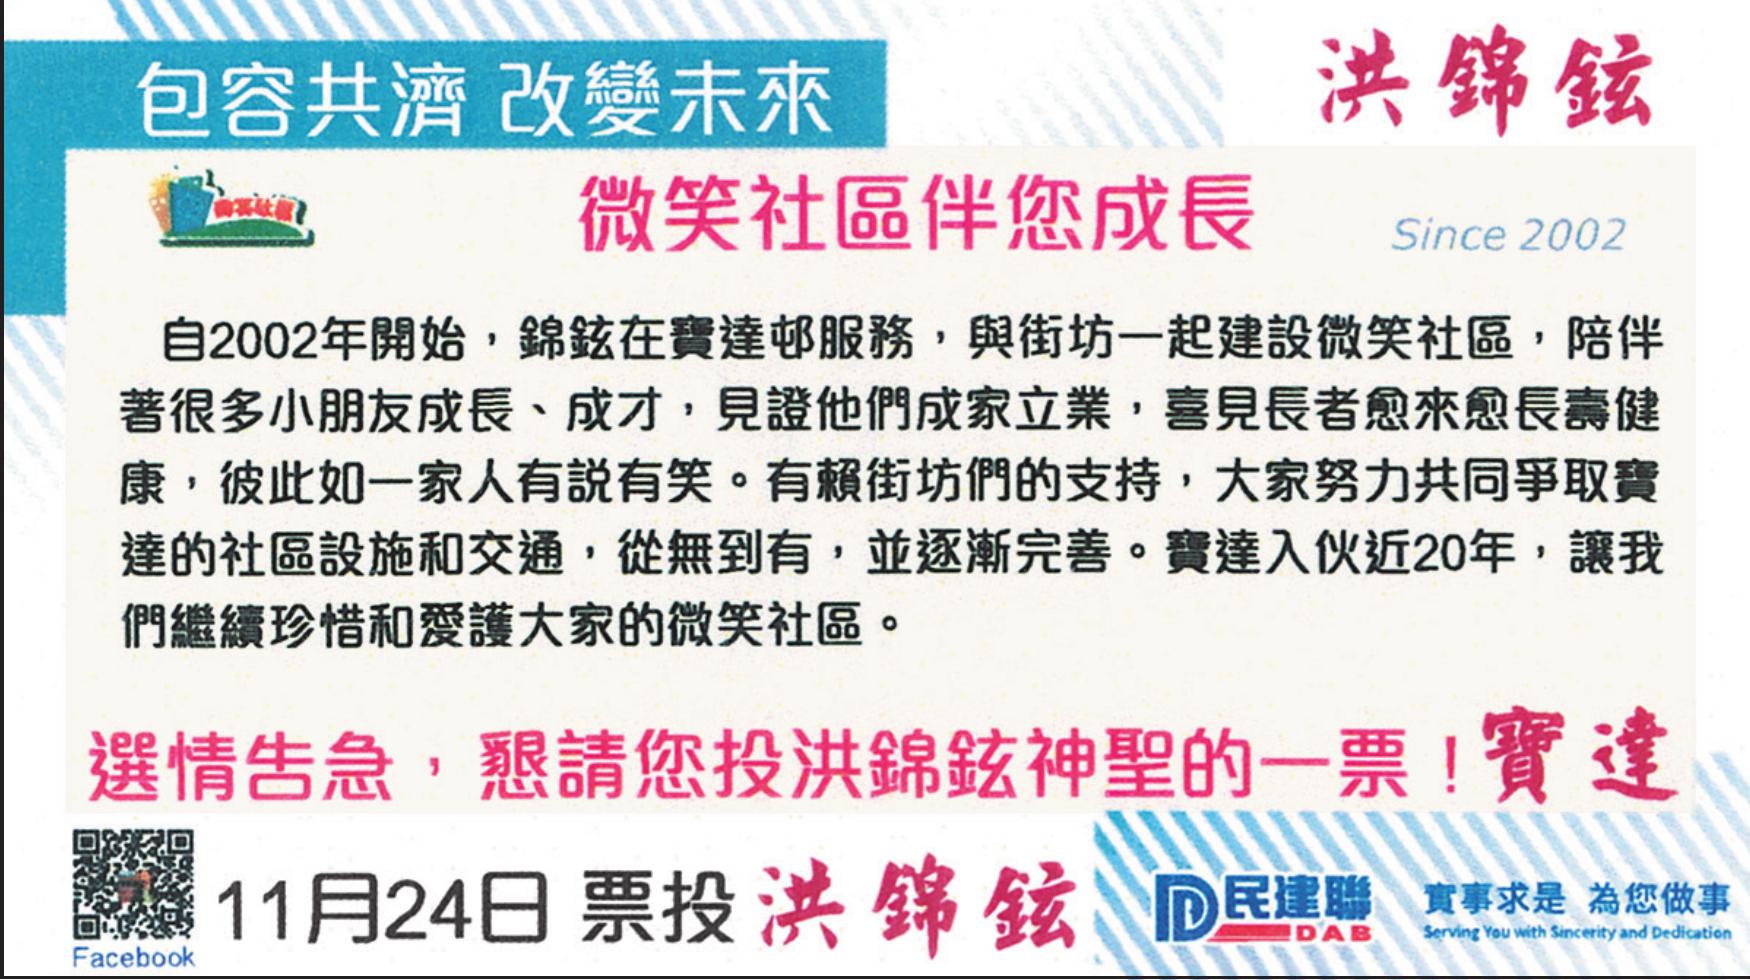 包容共濟 改變未來
洪錦鉉
微笑社區
微笑社區伴您成長
Since 2002
自2002年開始，錦鉉在寶達邨服務，與街坊一起建設微笑社區，陪伴
著很多小朋友成長、成才，見證他們成家立業，喜見長者愈來愈長壽健
康，彼此如一家人有説有笑。有賴街坊們的支持，大家努力共同爭取寶
達的社區設施和交通，從無到有，並逐漸完善。寶達入伙近20年，讓我
們繼續珍惜和愛護大家的微笑社區。
選情告急，懇請您投洪錦鉉神聖的一票！寶達
Facebook
11月24日 票投 洪錦鉉
民建聯
DAB
實事求是 為您做事
Serving You with Sincerity and Dedication